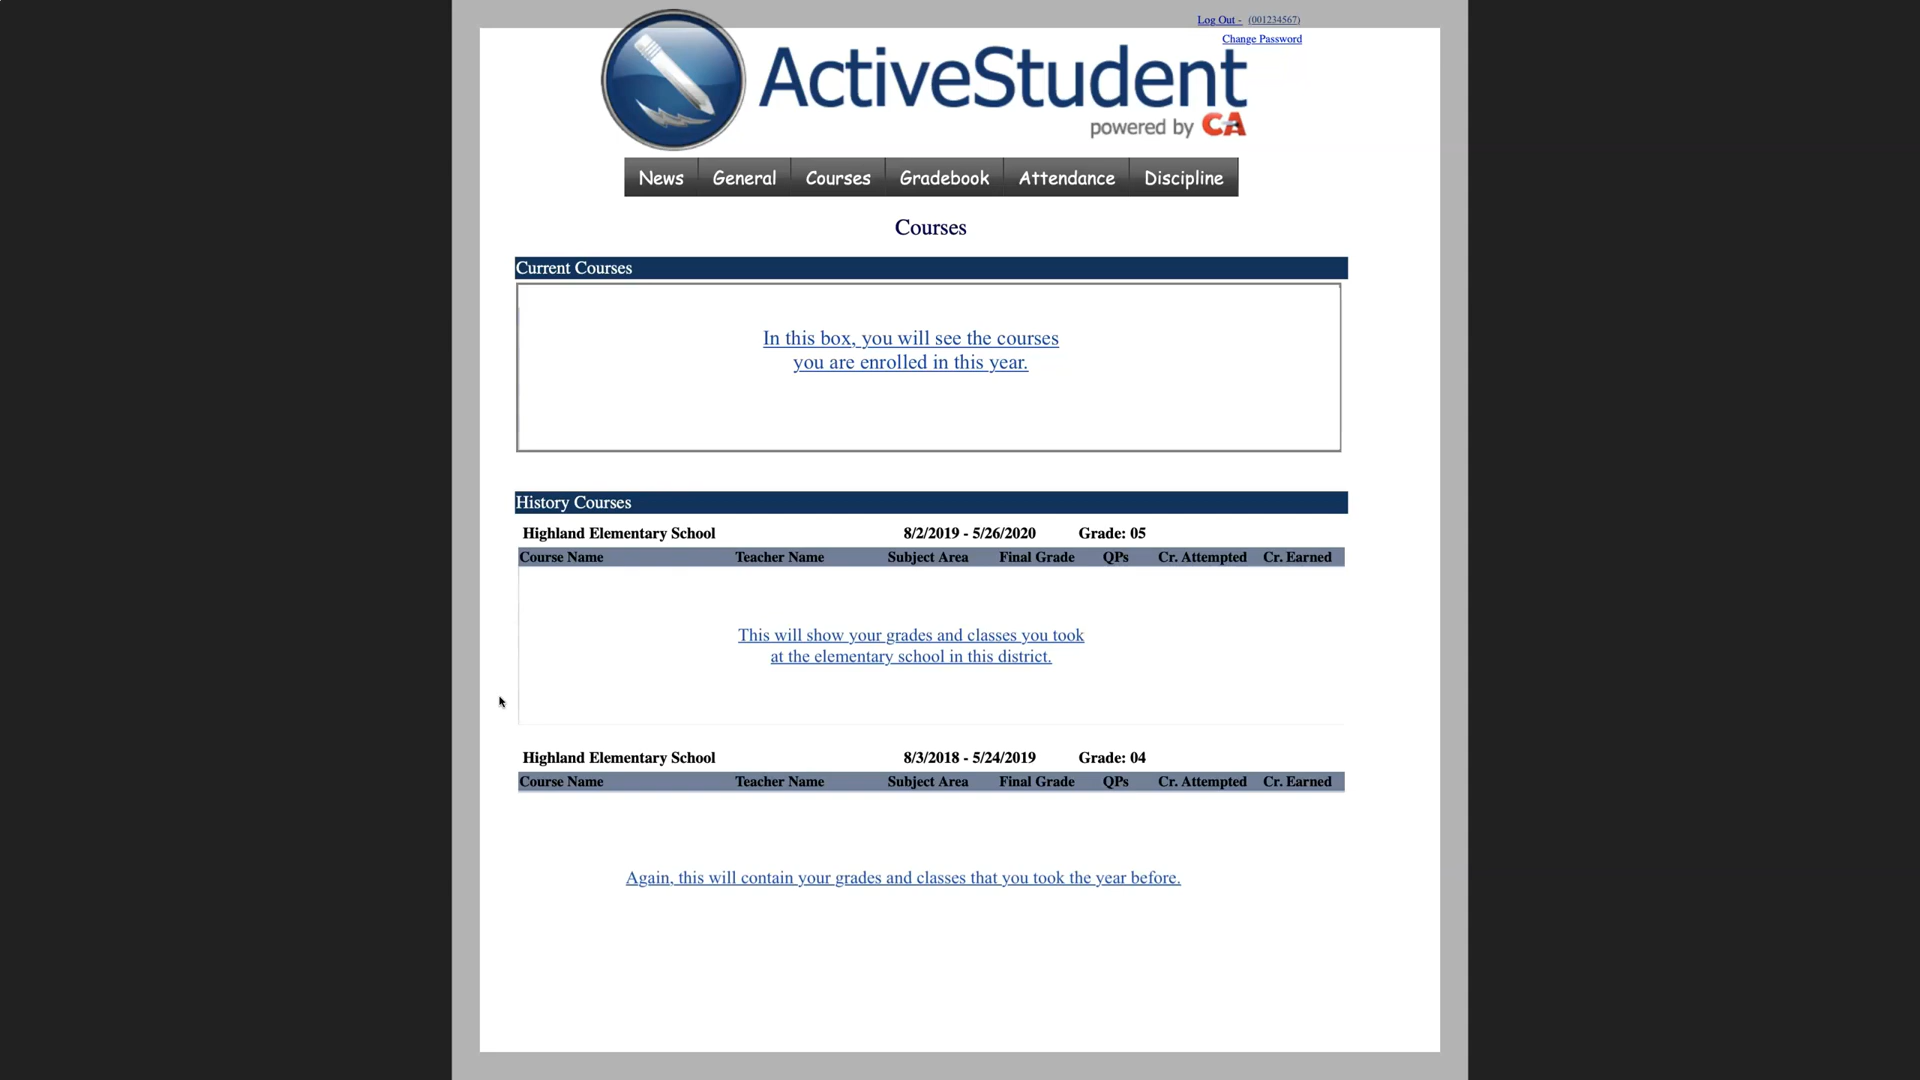 Log Out - (001234567)
Change Password
ActiveStudent
powered by CA
News General Courses Gradebook Attendance Discipline
Courses
Current Courses
In this box, you will see the courses
you are enrolled in this year.
History Courses
Highland Elementary School 8/2/2019 - 5/26/2020 Grade: 05
Course Name Teacher Name Subject Area Final Grade QPs Cr. Attempted Cr. Earned
This will show your grades and classes you took
at the elementary school in this district.
Highland Elementary School 8/3/2018 - 5/24/2019 Grade: 04
Course Name Teacher Name Subject Area Final Grade QPs Cr. Attempted Cr. Earned
Again, this will contain your grades and classes that you took the year before.